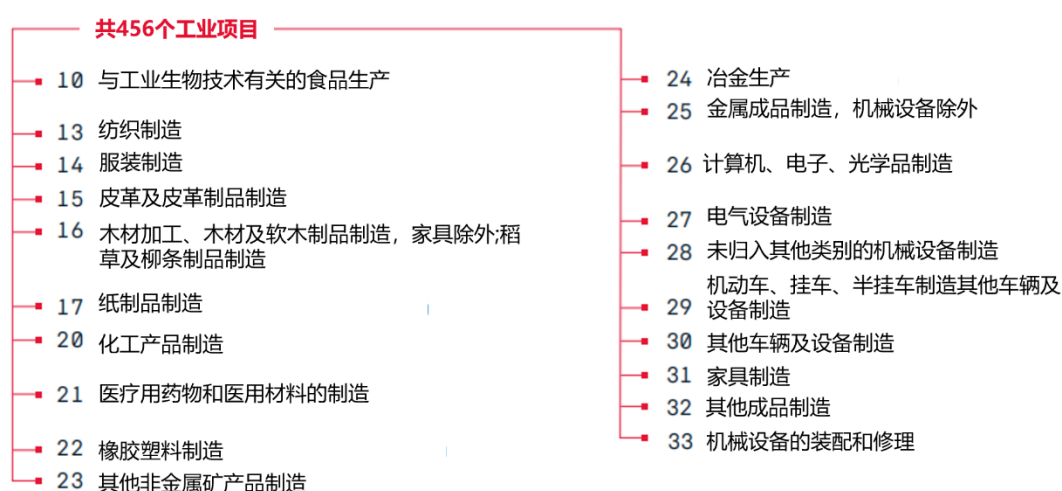 共456个工业项目
10 与工业生物技术有关的食品生产
13 纺织制造
14 服装制造
15 皮革及皮革制品制造
16 木材加工、木材及软木制品制造，家具除外;稻
草及柳条制品制造
17 纸制品制造
20 化工产品制造
21 医疗用药物和医用材料的制造
22 橡胶塑料制造
23 其他非金属矿产品制造
24 冶金生产
25 金属成品制造，机械设备除外
26 计算机、电子、光学品制造
27 电气设备制造
28 未归入其他类别的机械设备制造
机动车、挂车、半挂车制造其他车辆及
29 设备制造
30 其他车辆及设备制造
31 家具制造
32 其他成品制造
33 机械设备的装配和修理